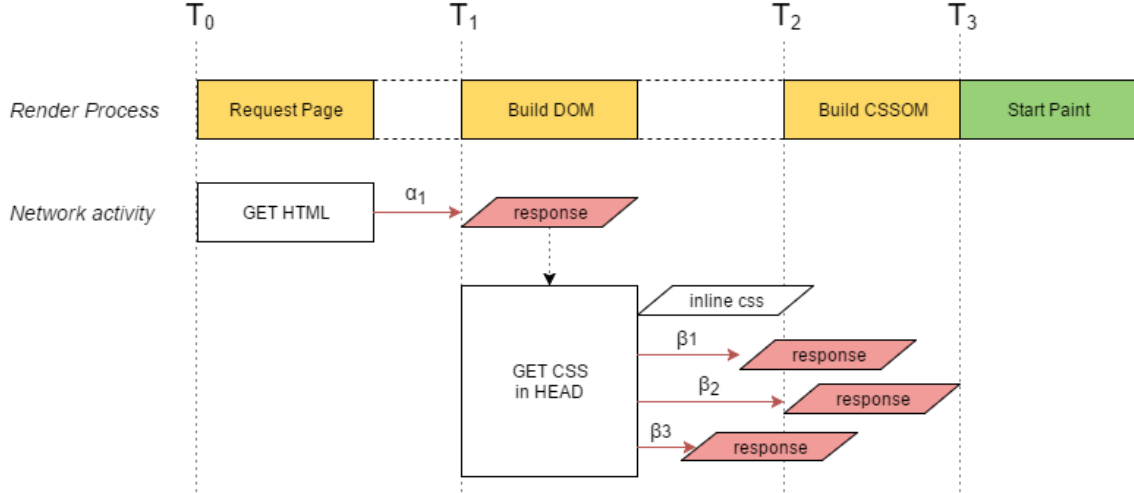 T0 T1 T2 T3
Render Process Request Page Build DOM Build CSSOM Start Paint
Network activity GET HTML α1 response
inline css
β1 response
GET CSS
in HEAD
β2 response
β3 response